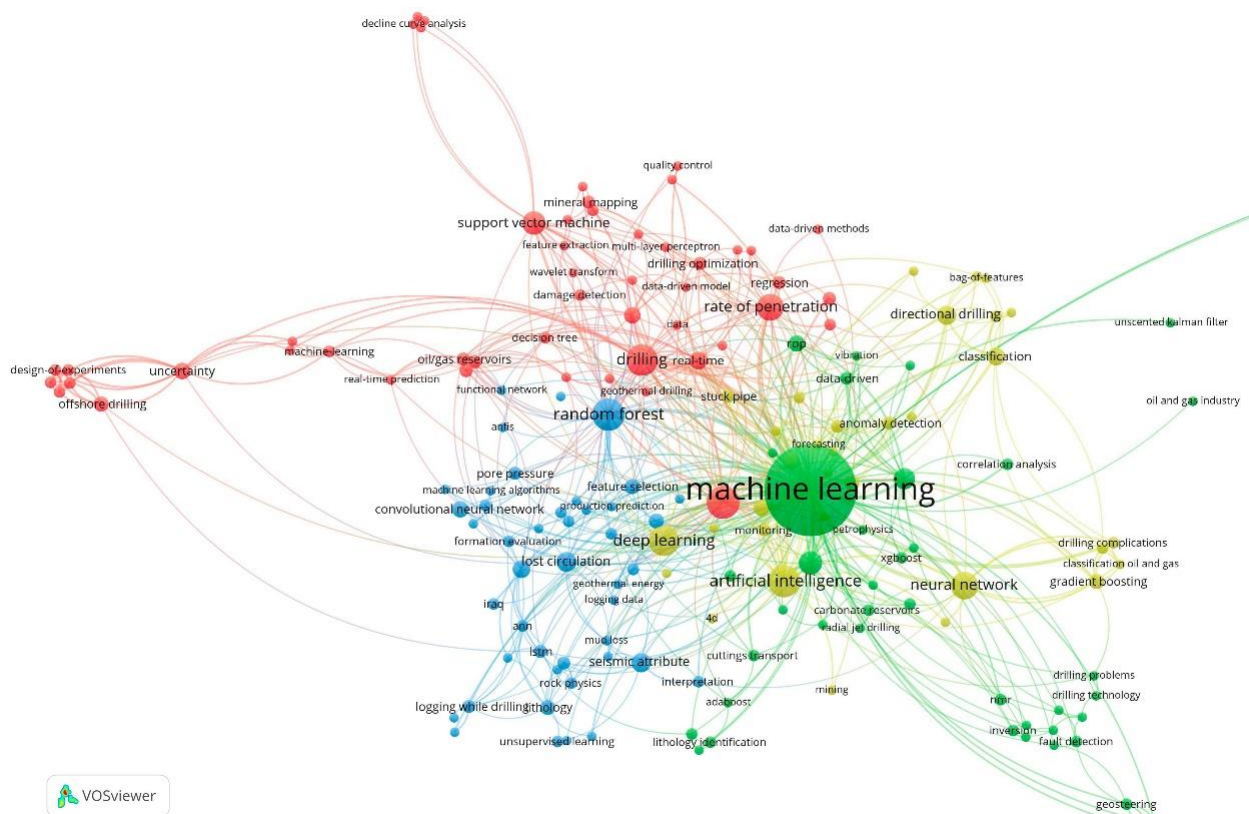 decline curve analysis
quality control
mineral mapping
support vector machine
data-driven methods
feature extraction
multi-layer perceptron
drilling optimization
wavelet transform
bag-of-features
data-driven model
regression
damage detection
rate of penetration
directional drilling
unscented kalman filter
data
decision tree
rop
machine-learning
oil/gas reservoirs
drilling
real-time
vibration
classification
design-of-experiments
uncertainty
real-time prediction
data-driven
functional network
geothermal drilling
stuck pipe
offshore drilling
oil and gas industry
random forest
anfis
anomaly detection
forecasting
pore pressure
correlation analysis
machine learning algorithms
feature selection
machine learning
convolutional neural network
production prediction
formation evaluation
deep learning
monitoring
petrophysics
drilling complications
lost circulation
xgboost
classification oil and gas
geothermal energy
artificial intelligence
neural network
gradient boosting
iraq
logging data
carbonate reservoirs
ann
4d
radial jet drilling
mud loss
lstm
seismic attribute
cuttings transport
rock physics
interpretation
mining
drilling problems
drilling technology
logging while drilling
lithology
adaboost
nmr
unsupervised learning
lithology identification
inversion
fault detection
VOSviewer
geosteering